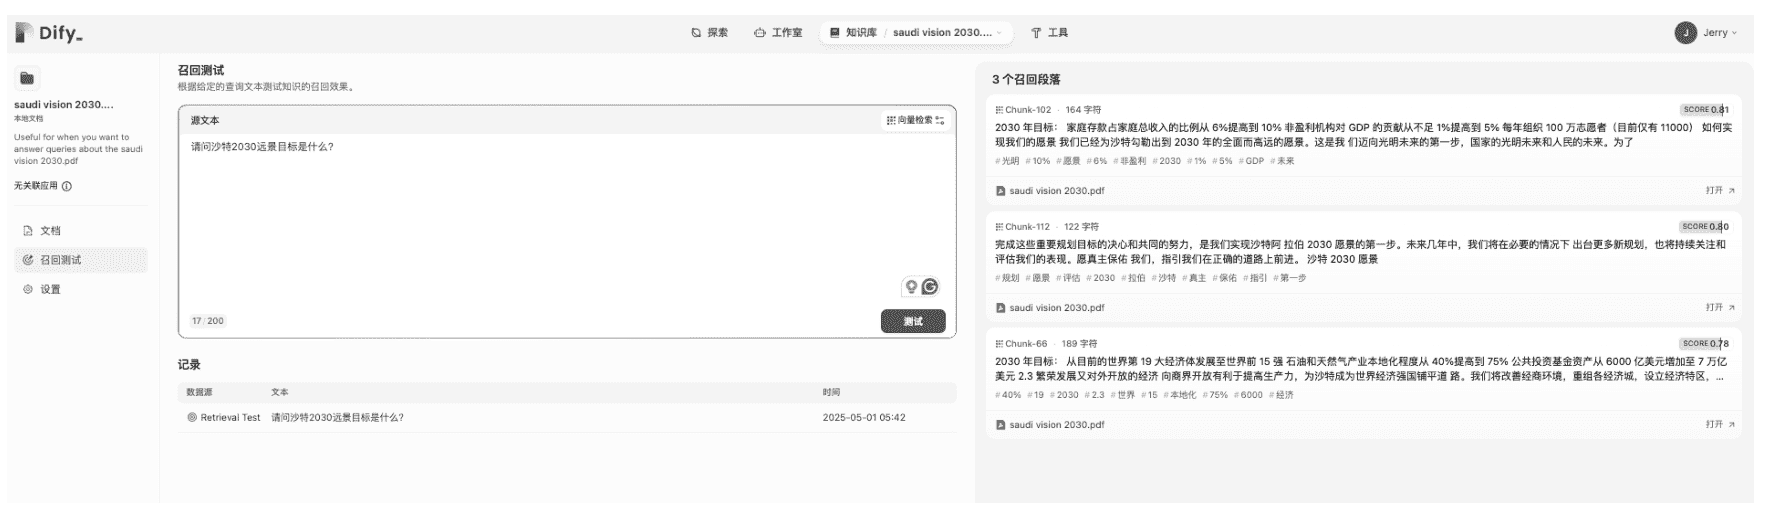 Dify_
探索
工作室
知识库 / saudi vision 2030....
工具
J
Jerry
saudi vision 2030....
本地文档
Useful for when you want to
answer queries about the saudi
vision 2030.pdf
无关联应用
文档
召回测试
设置
召回测试
根据给定的查询文本测试知识的召回效果。
源文本
向量检索
请问沙特2030远景目标是什么?
17 / 200
测试
记录
数据源 文本 时间
Retrieval Test 请问沙特2030远景目标是什么? 2025-05-01 05:42
3 个召回段落
Chunk-102 · 164 字符 SCORE 0.81
2030 年目标： 家庭存款占家庭总收入的比例从 6%提高到 10% 非盈利机构对 GDP 的贡献从不足 1%提高到 5% 每年组织 100 万志愿者（目前仅有 11000） 如何实
现我们的愿景 我们已经为沙特勾勒出到 2030 年的全面而高远的愿景。这是我 们迈向光明未来的第一步，国家的光明未来和人民的未来。为了
# 光明 # 10% # 愿景 # 6% # 非盈利 # 2030 # 1% # 5% # GDP # 未来
saudi vision 2030.pdf 打开
Chunk-112 · 122 字符 SCORE 0.80
完成这些重要规划目标的决心和共同的努力，是我们实现沙特阿 拉伯 2030 愿景的第一步。未来几年中，我们将在必要的情况下 出台更多新规划，也将持续关注和
评估我们的表现。愿真主保佑 我们，指引我们在正确的道路上前进。 沙特 2030 愿景
# 规划 # 愿景 # 评估 # 2030 # 拉伯 # 沙特 # 真主 # 保佑 # 指引 # 第一步
saudi vision 2030.pdf 打开
Chunk-66 · 189 字符 SCORE 0.78
2030 年目标： 从目前的世界第 19 大经济体发展至世界前 15 强 石油和天然气产业本地化程度从 40%提高到 75% 公共投资基金资产从 6000 亿美元增加至 7 万亿
美元 2.3 繁荣发展又对外开放的经济 向商界开放有利于提高生产力，为沙特成为世界经济强国铺平道 路。我们将改善经商环境，重组各经济城，设立经济特区，...
# 40% # 19 # 2030 # 2.3 # 世界 # 15 # 本地化 # 75% # 6000 # 经济
saudi vision 2030.pdf 打开